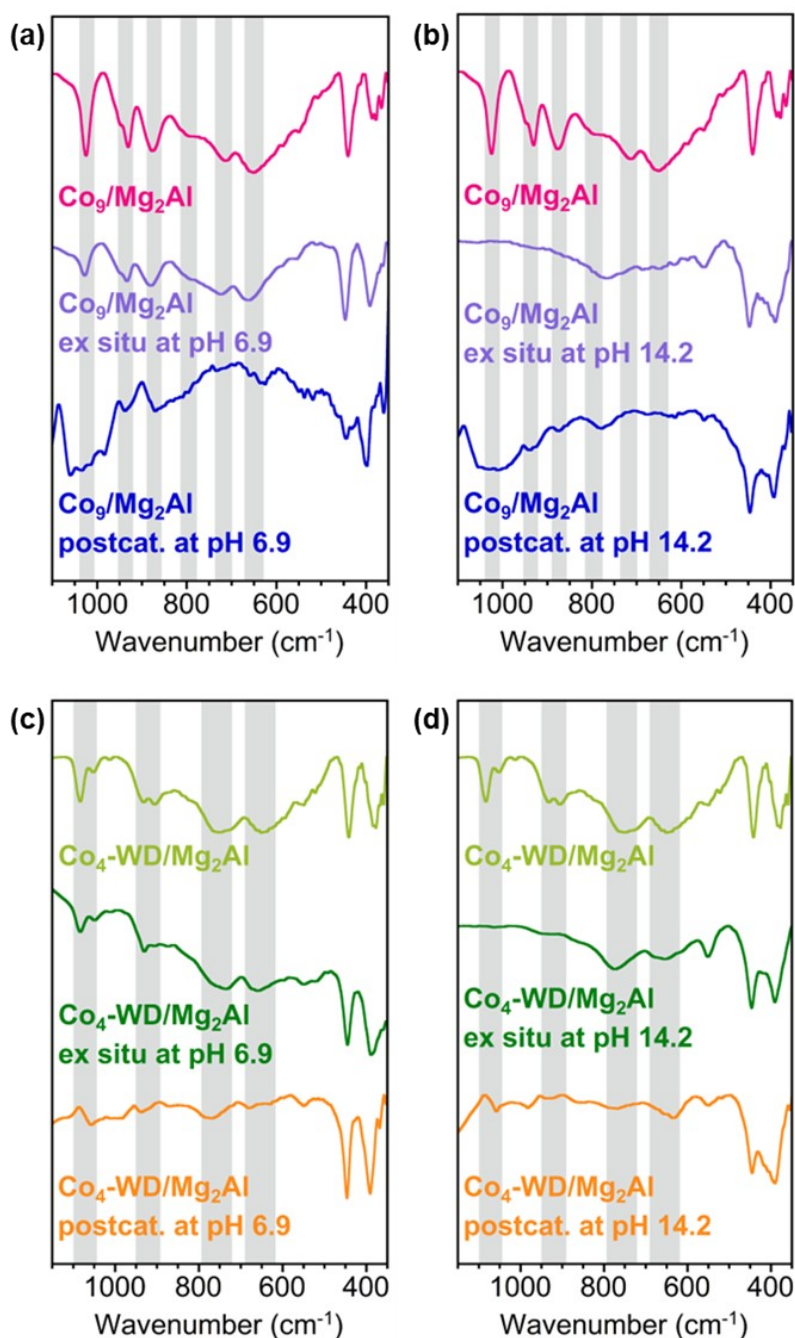 (a)
Co₉/Mg₂Al
Co₉/Mg₂Al
ex situ at pH 6.9
Co₉/Mg₂Al
postcat. at pH 6.9
1000 800 600 400
Wavenumber (cm⁻¹)
(b)
Co₉/Mg₂Al
Co₉/Mg₂Al
ex situ at pH 14.2
Co₉/Mg₂Al
postcat. at pH 14.2
1000 800 600 400
Wavenumber (cm⁻¹)
(c)
Co₄-WD/Mg₂Al
Co₄-WD/Mg₂Al
ex situ at pH 6.9
Co₄-WD/Mg₂Al
postcat. at pH 6.9
1000 800 600 400
Wavenumber (cm⁻¹)
(d)
Co₄-WD/Mg₂Al
Co₄-WD/Mg₂Al
ex situ at pH 14.2
Co₄-WD/Mg₂Al
postcat. at pH 14.2
1000 800 600 400
Wavenumber (cm⁻¹)